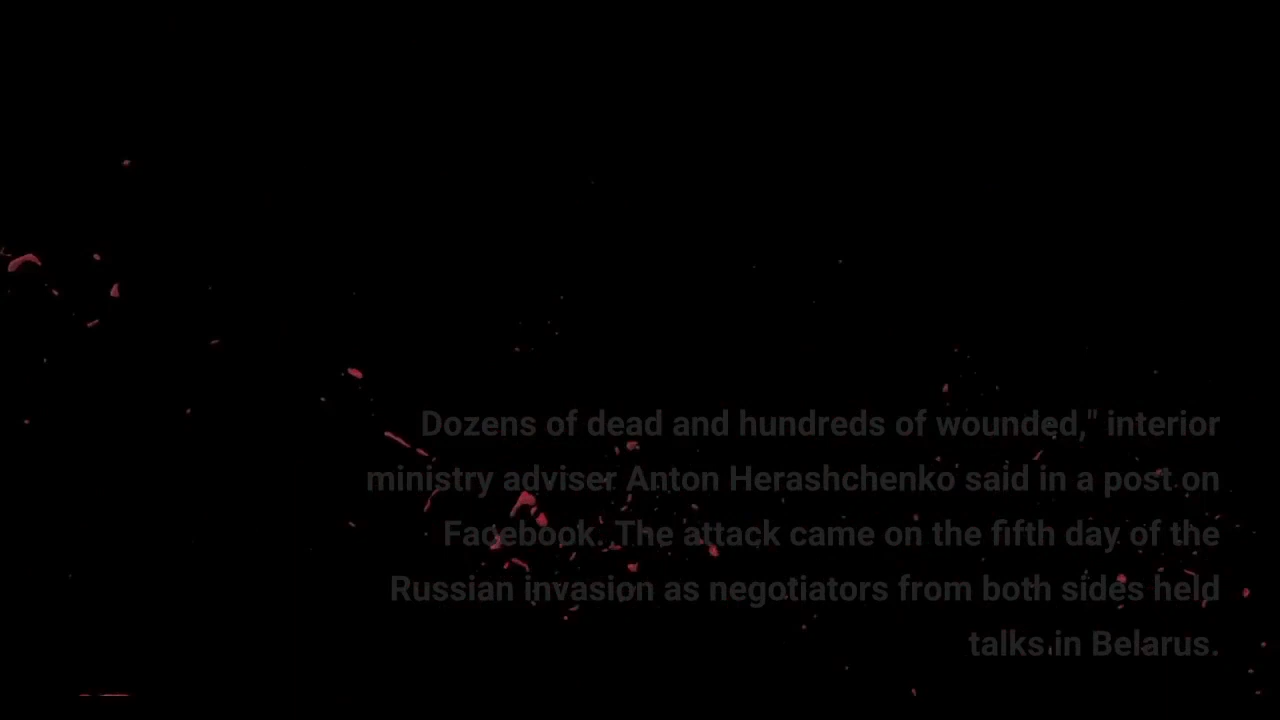 Dozens of dead and hundreds of wounded," interior
ministry adviser Anton Herashchenko said in a post on
Facebook. The attack came on the fifth day of the
Russian invasion as negotiators from both sides held
talks in Belarus.